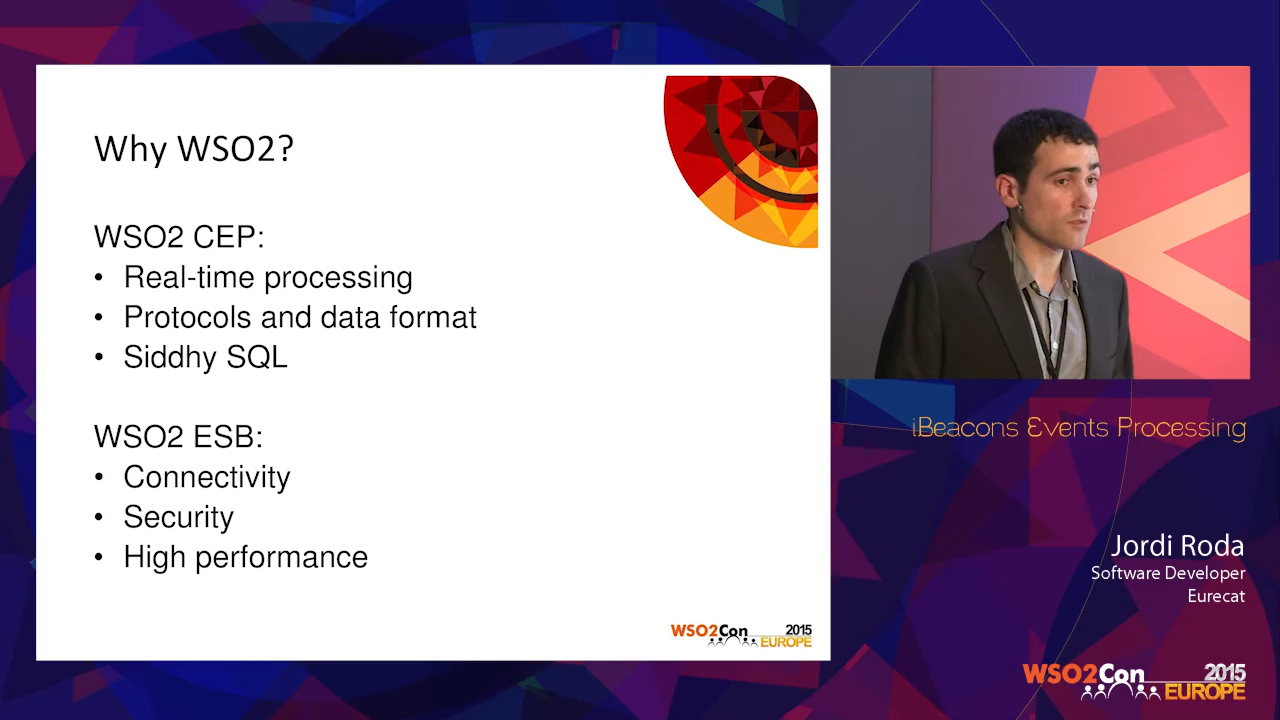 Why WSO2?
WSO2 CEP:
• Real-time processing
• Protocols and data format
• Siddhy SQL
WSO2 ESB:
• Connectivity
• Security
• High performance
WSO2Con 2015
EUROPE
iBeacons Events Processing
Jordi Roda
Software Developer
Eurecat
WSO2Con 2015
EUROPE